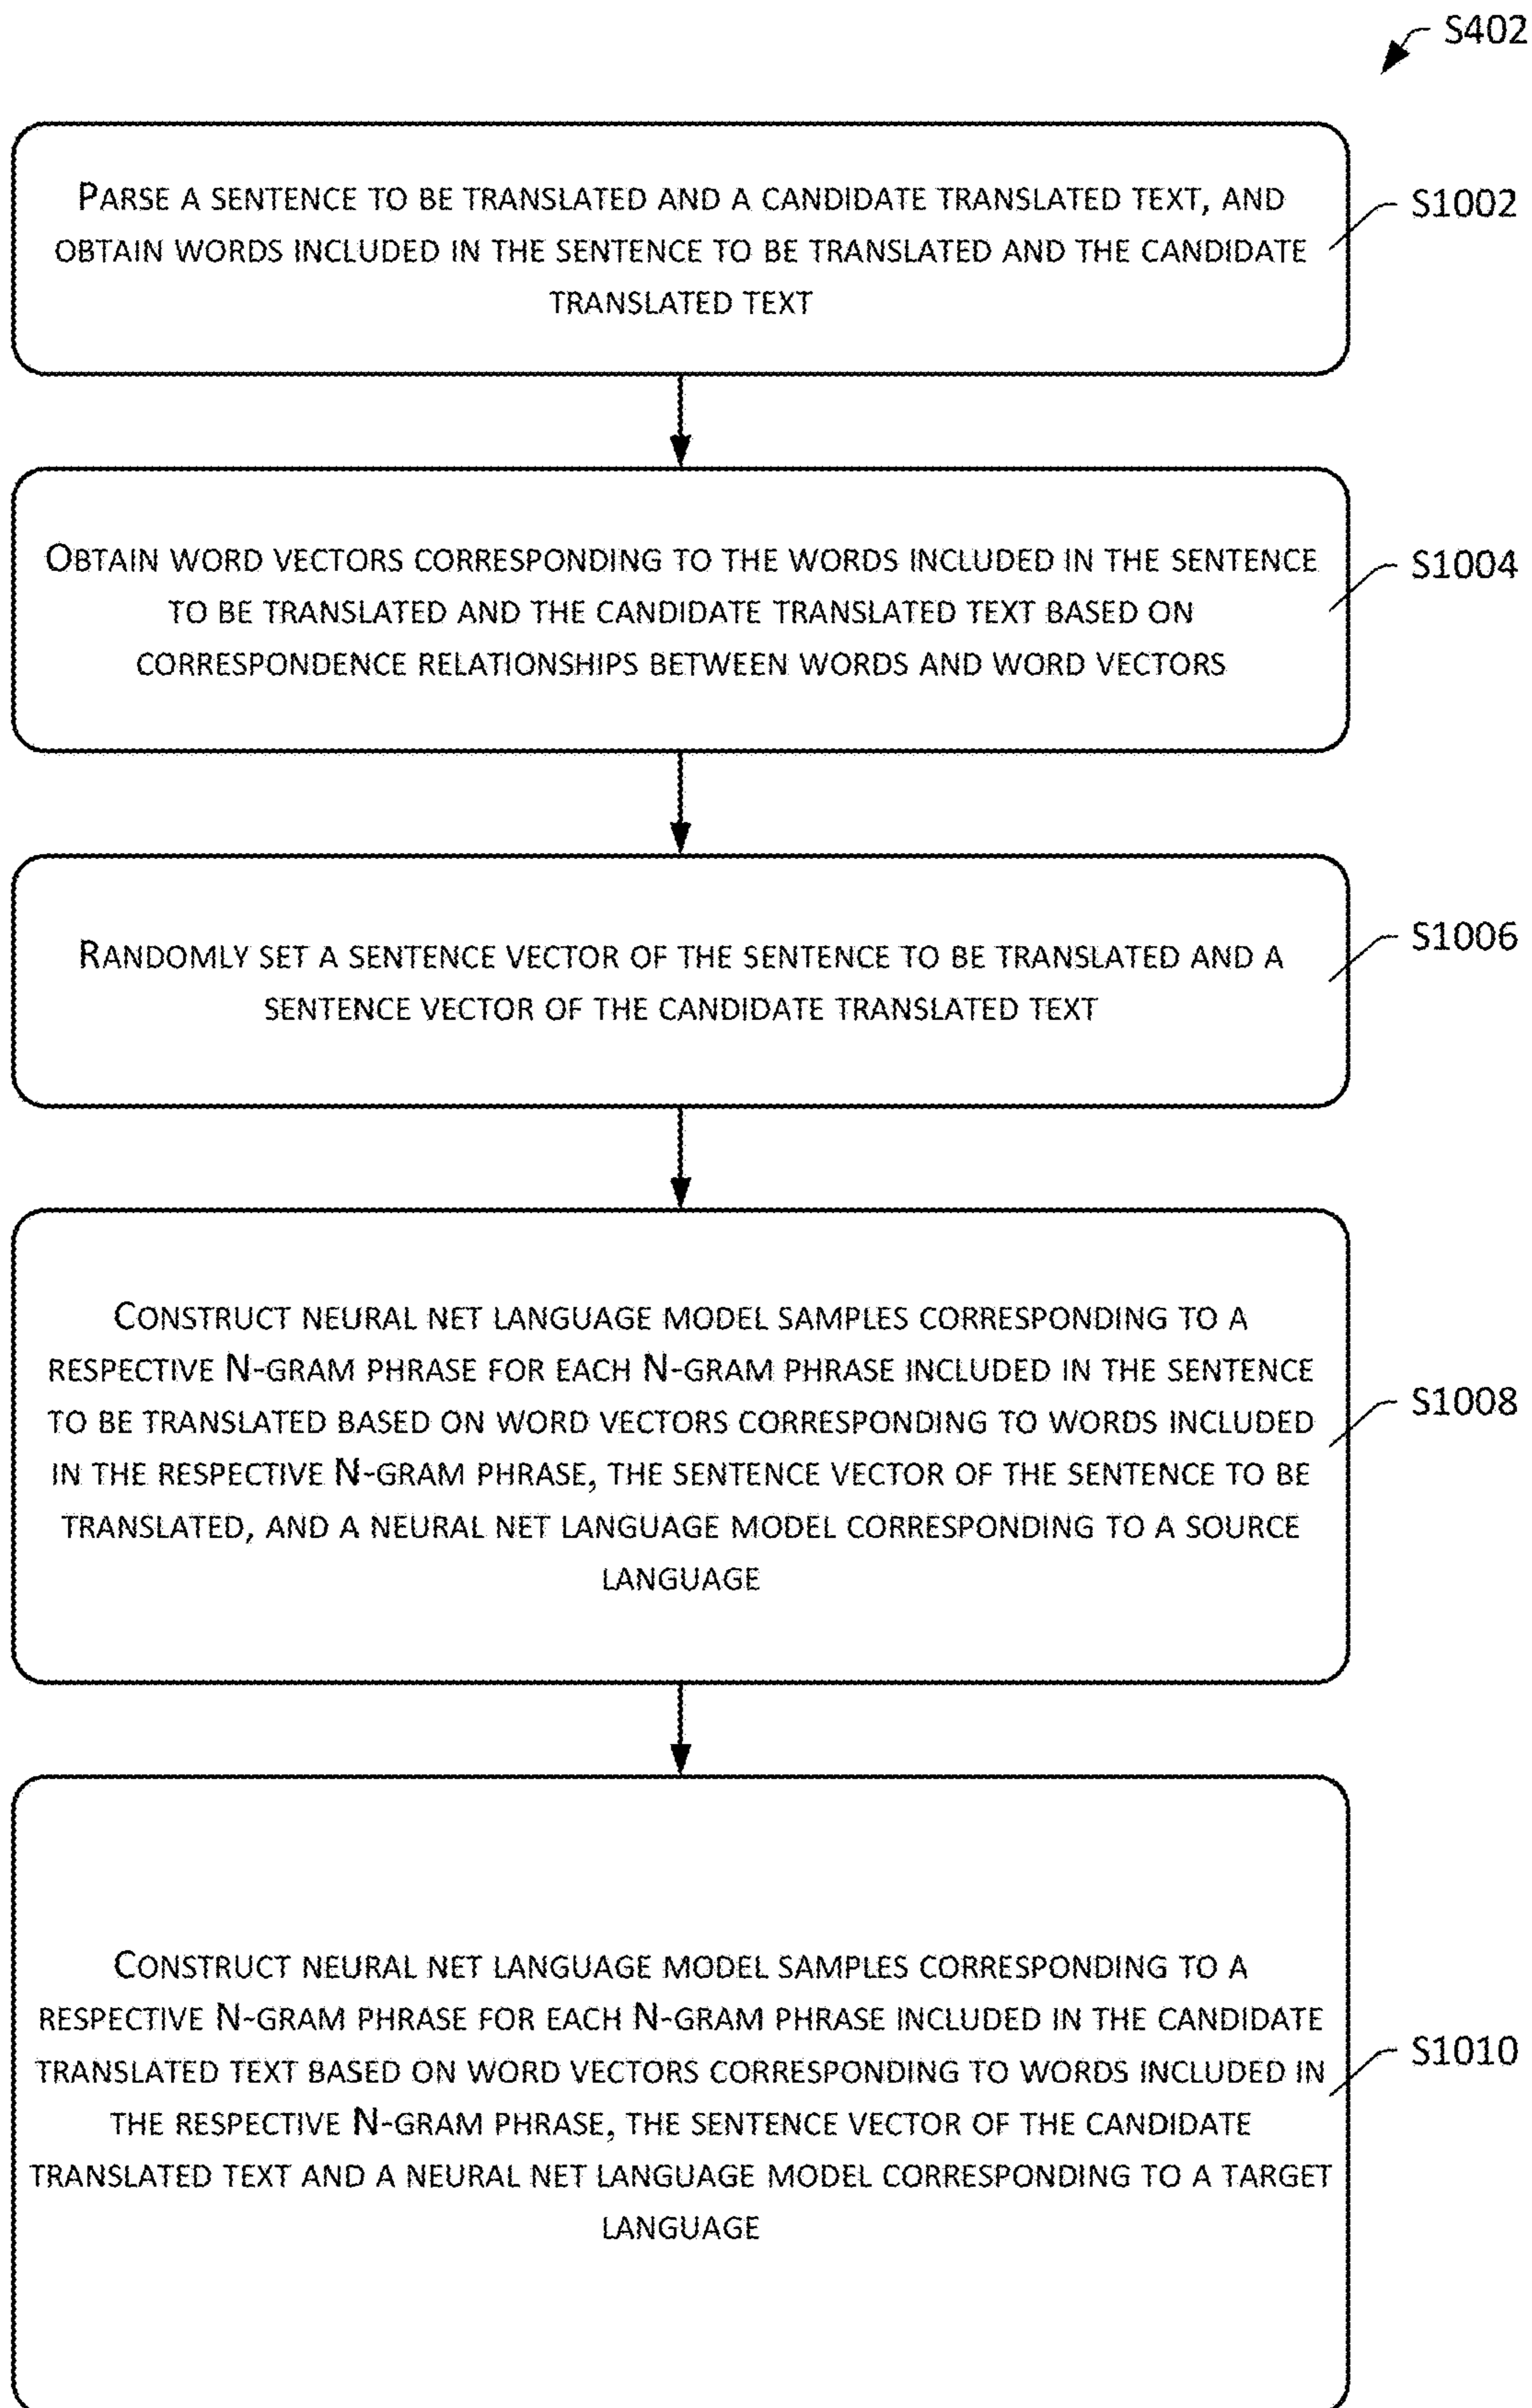 S402
PARSE A SENTENCE TO BE TRANSLATED AND A CANDIDATE TRANSLATED TEXT, AND
OBTAIN WORDS INCLUDED IN THE SENTENCE TO BE TRANSLATED AND THE CANDIDATE
TRANSLATED TEXT
S1002
OBTAIN WORD VECTORS CORRESPONDING TO THE WORDS INCLUDED IN THE SENTENCE
TO BE TRANSLATED AND THE CANDIDATE TRANSLATED TEXT BASED ON
CORRESPONDENCE RELATIONSHIPS BETWEEN WORDS AND WORD VECTORS
S1004
RANDOMLY SET A SENTENCE VECTOR OF THE SENTENCE TO BE TRANSLATED AND A
SENTENCE VECTOR OF THE CANDIDATE TRANSLATED TEXT
S1006
CONSTRUCT NEURAL NET LANGUAGE MODEL SAMPLES CORRESPONDING TO A
RESPECTIVE N-GRAM PHRASE FOR EACH N-GRAM PHRASE INCLUDED IN THE SENTENCE
TO BE TRANSLATED BASED ON WORD VECTORS CORRESPONDING TO WORDS INCLUDED
IN THE RESPECTIVE N-GRAM PHRASE, THE SENTENCE VECTOR OF THE SENTENCE TO BE
TRANSLATED, AND A NEURAL NET LANGUAGE MODEL CORRESPONDING TO A SOURCE
LANGUAGE
S1008
CONSTRUCT NEURAL NET LANGUAGE MODEL SAMPLES CORRESPONDING TO A
RESPECTIVE N-GRAM PHRASE FOR EACH N-GRAM PHRASE INCLUDED IN THE CANDIDATE
TRANSLATED TEXT BASED ON WORD VECTORS CORRESPONDING TO WORDS INCLUDED IN
THE RESPECTIVE N-GRAM PHRASE, THE SENTENCE VECTOR OF THE CANDIDATE
TRANSLATED TEXT AND A NEURAL NET LANGUAGE MODEL CORRESPONDING TO A TARGET
LANGUAGE
S1010